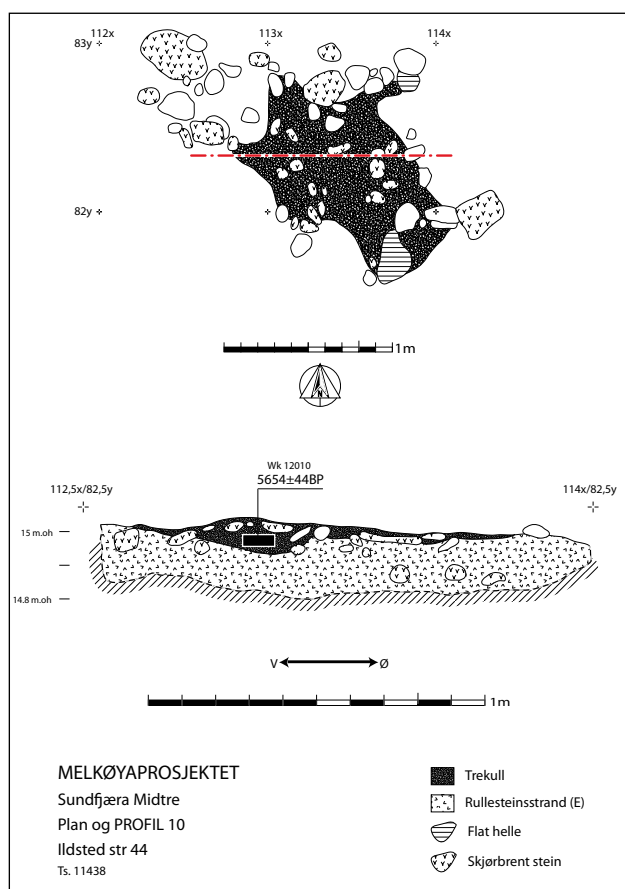 112x 113x 114x
83y
82y
1m
N
Wk 12010
5654±44BP
112,5x/82,5y 114x/82,5y
15 m.oh
14.8 m.oh
V Ø
1m
MELKØYAPROSJEKTET
Sundfjæra Midtre
Plan og PROFIL 10
Ildsted str 44
Ts. 11438
Trekull
Rullesteinsstrand (E)
Flat helle
Skjørbrent stein